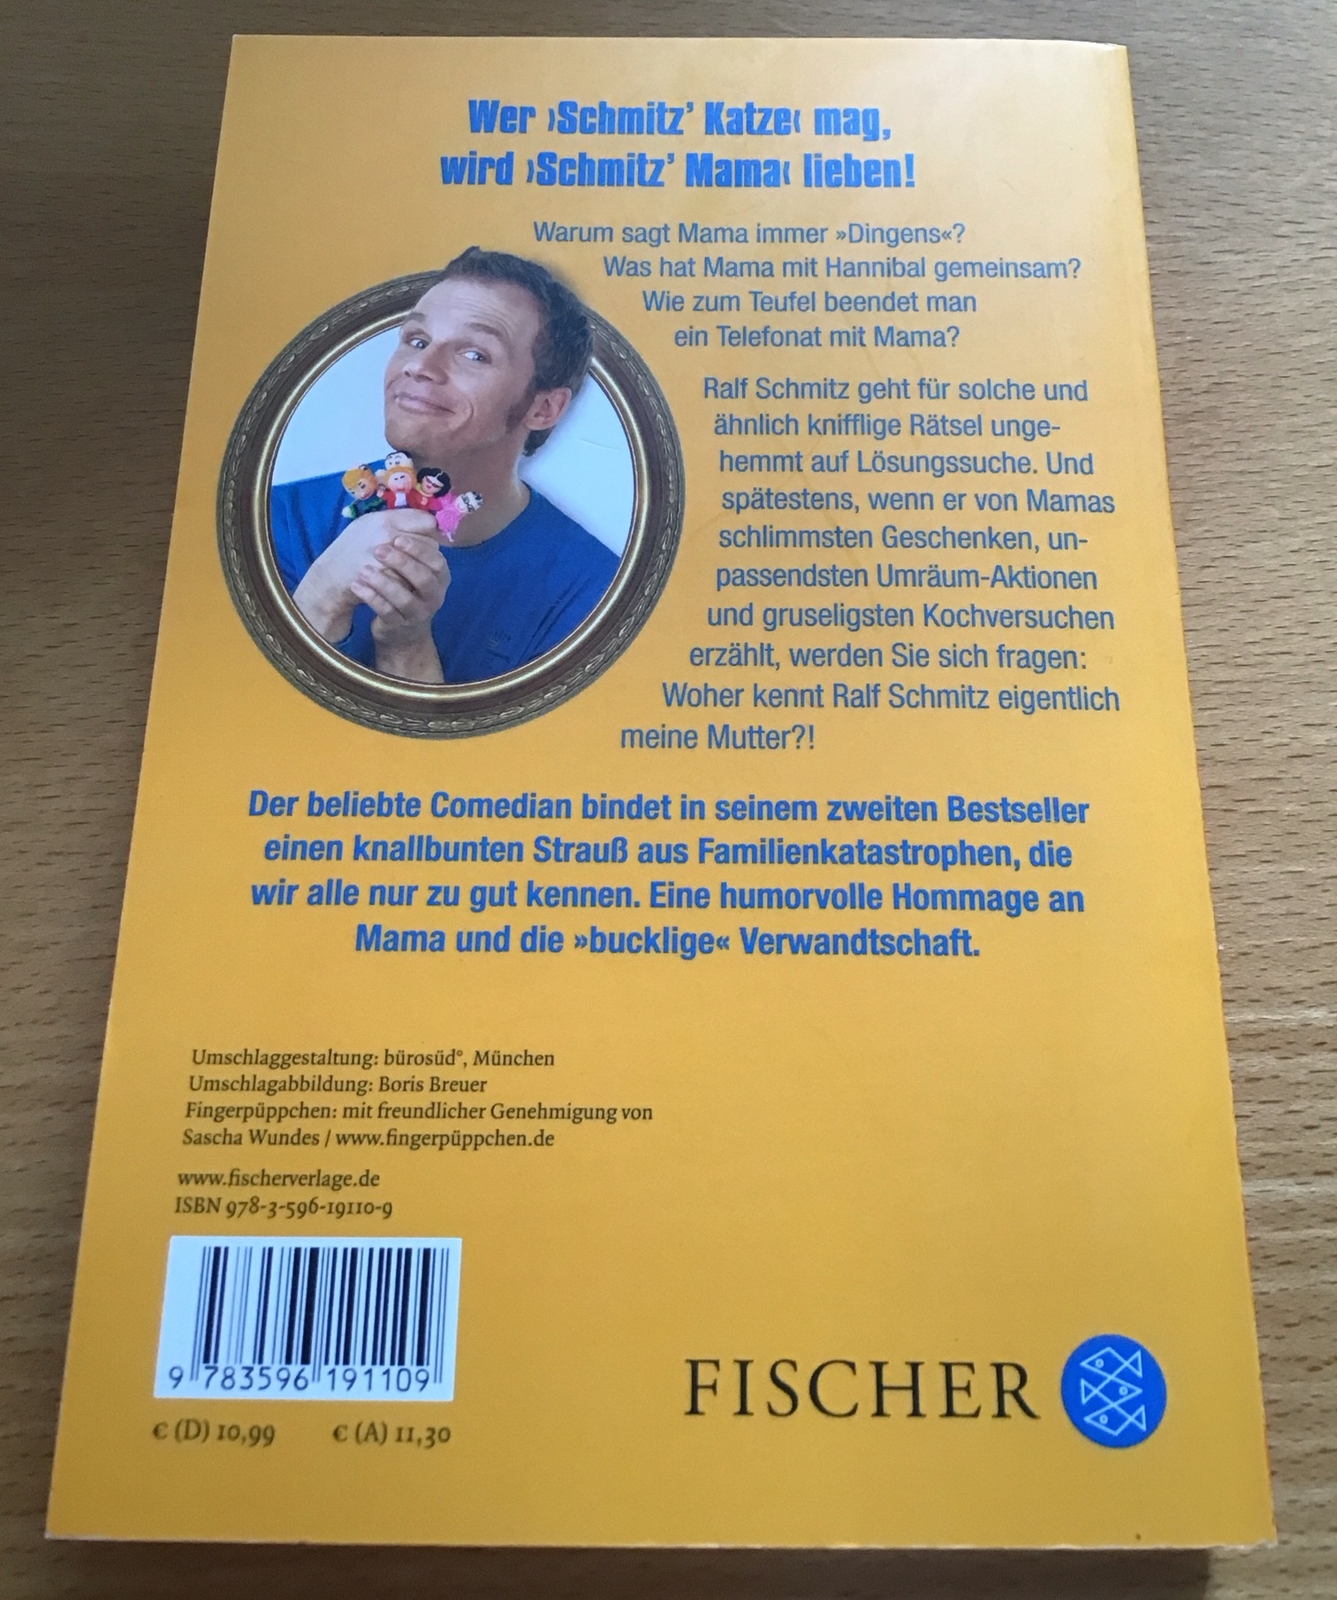 Wer ›Schmitz’ Katze‹ mag,
wird ›Schmitz’ Mama‹ lieben!
Warum sagt Mama immer »Dingens«?
Was hat Mama mit Hannibal gemeinsam?
Wie zum Teufel beendet man
ein Telefonat mit Mama?
Ralf Schmitz geht für solche und
ähnlich knifflige Rätsel unge-
hemmt auf Lösungssuche. Und
spätestens, wenn er von Mamas
schlimmsten Geschenken, un-
passendsten Umräum-Aktionen
und gruseligsten Kochversuchen
erzählt, werden Sie sich fragen:
Woher kennt Ralf Schmitz eigentlich
meine Mutter?!
Der beliebte Comedian bindet in seinem zweiten Bestseller
einen knallbunten Strauß aus Familienkatastrophen, die
wir alle nur zu gut kennen. Eine humorvolle Hommage an
Mama und die »bucklige« Verwandtschaft.
Umschlaggestaltung: bürosüd°, München
Umschlagabbildung: Boris Breuer
Fingerpüppchen: mit freundlicher Genehmigung von
Sascha Wundes / www.fingerpüppchen.de
www.fischerverlage.de
ISBN 978-3-596-19110-9
9 783596 191109
€ (D) 10,99 € (A) 11,30
FISCHER